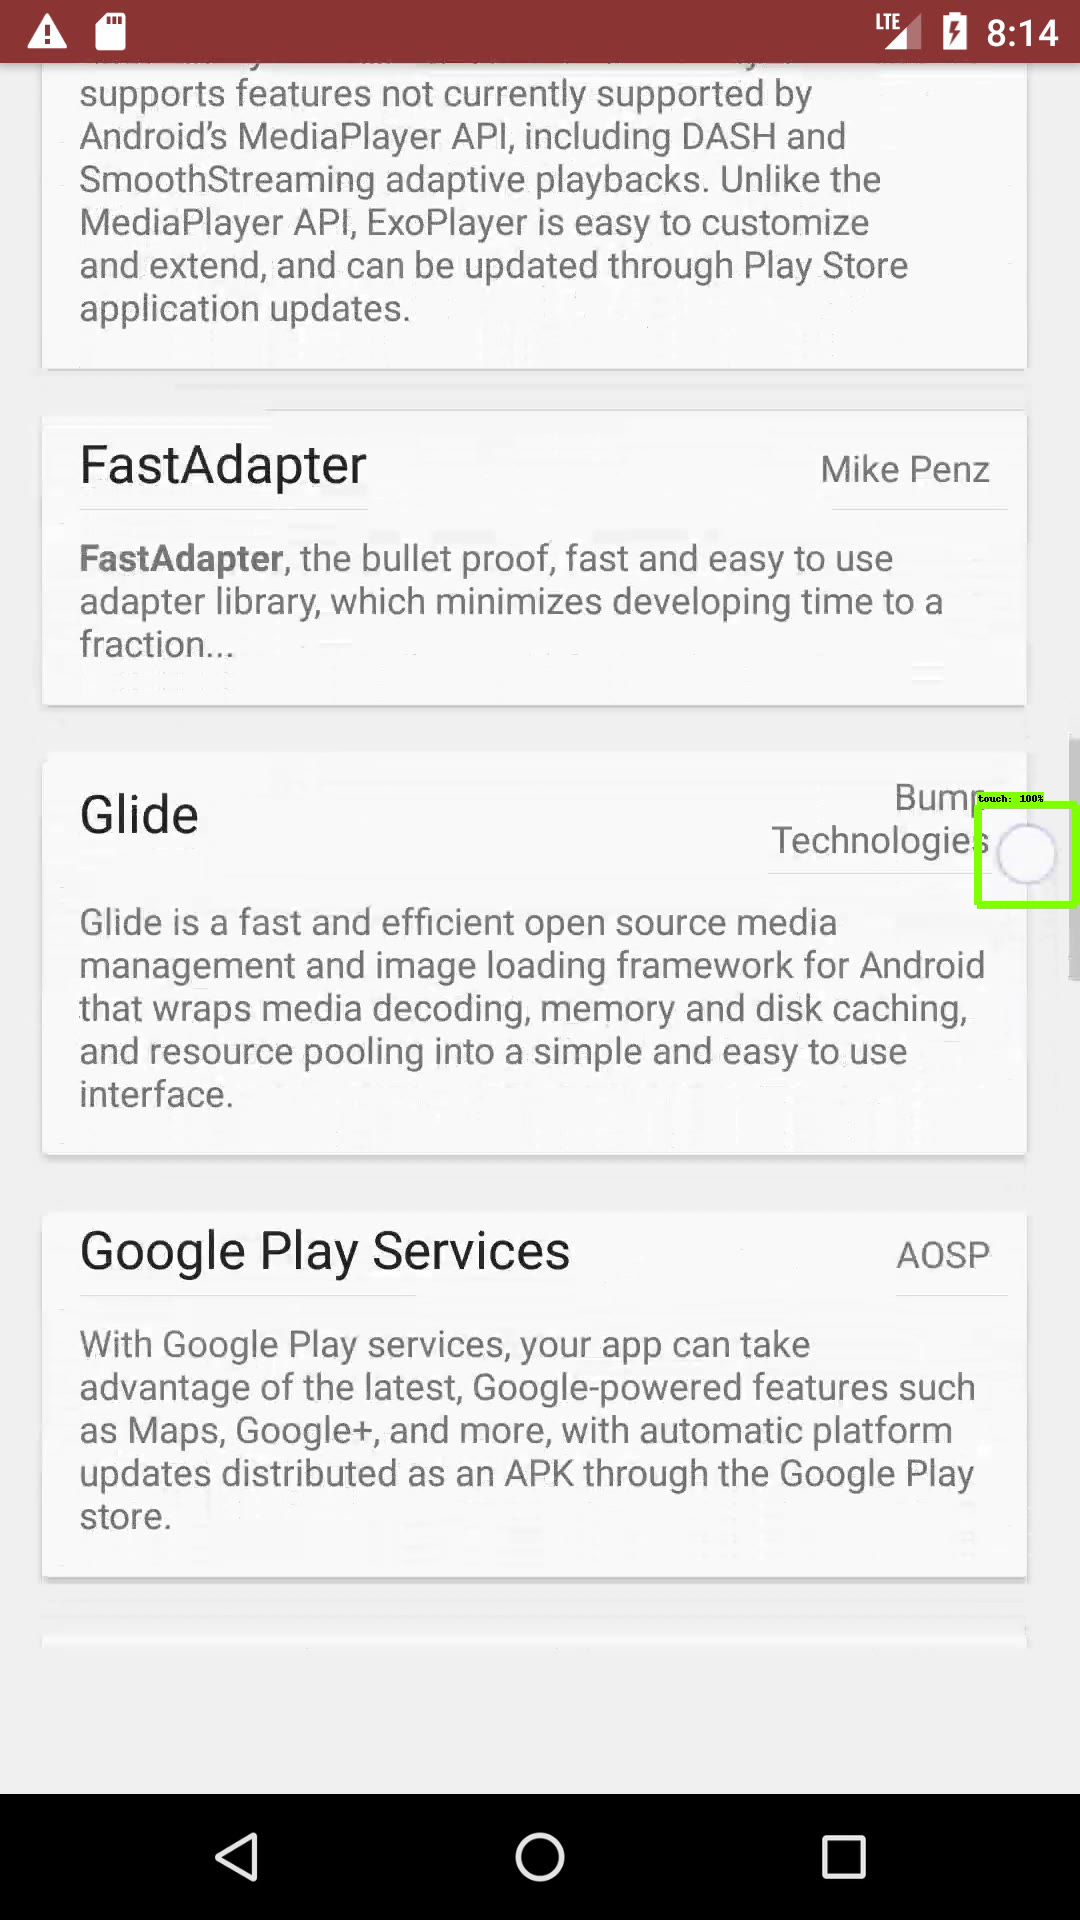 LTE 8:14
supports features not currently supported by
Android's MediaPlayer API, including DASH and
SmoothStreaming adaptive playbacks. Unlike the
MediaPlayer API, ExoPlayer is easy to customize
and extend, and can be updated through Play Store
application updates.
FastAdapter
Mike Penz
FastAdapter, the bullet proof, fast and easy to use
adapter library, which minimizes developing time to a
fraction...
Glide
Bump
Technologies
touch: 100%
Glide is a fast and efficient open source media
management and image loading framework for Android
that wraps media decoding, memory and disk caching,
and resource pooling into a simple and easy to use
interface.
Google Play Services
AOSP
With Google Play services, your app can take
advantage of the latest, Google-powered features such
as Maps, Google+, and more, with automatic platform
updates distributed as an APK through the Google Play
store.